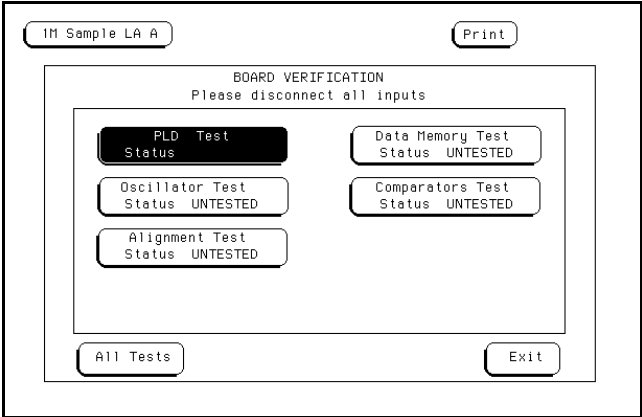 1M Sample LA A
Print
BOARD VERIFICATION
Please disconnect all inputs
PLD Test
Status
Data Memory Test
Status UNTESTED
Oscillator Test
Status UNTESTED
Comparators Test
Status UNTESTED
Alignment Test
Status UNTESTED
All Tests
Exit